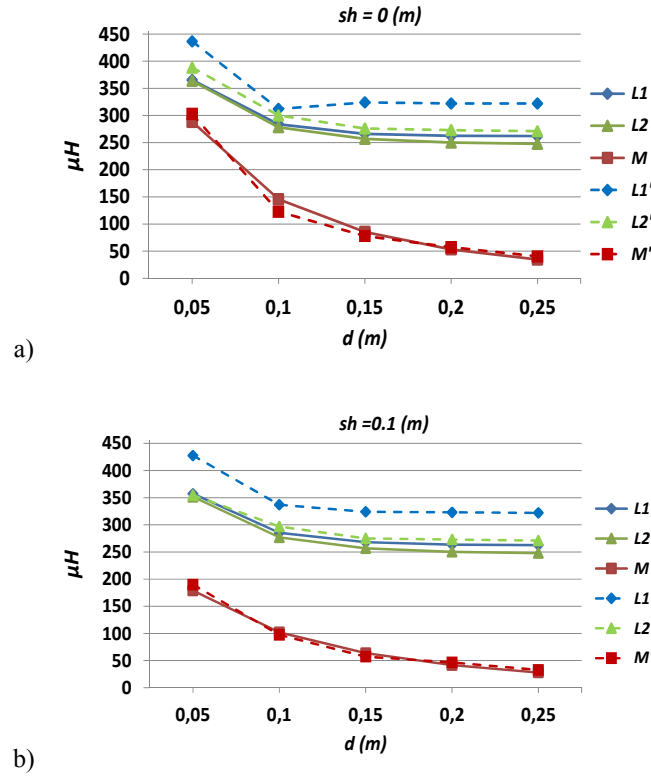 sh = 0 (m)
450
400
350
300
250
200
150
100
50
0
μH
0,05 0,1 0,15 0,2 0,25
d (m)
L1
L2
M
L1'
L2'
M'
a)
sh =0.1 (m)
450
400
350
300
250
200
150
100
50
0
μH
0,05 0,1 0,15 0,2 0,25
d (m)
L1
L2
M
L1
L2
M
b)